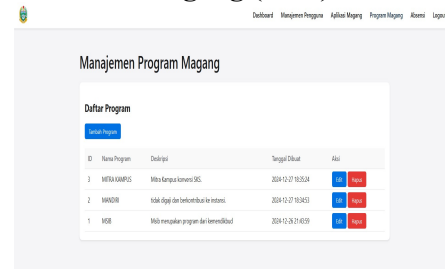 Dashboard Manajemen Pengguna Aplikasi Magang Program Magang Absensi Logout
Manajemen Program Magang
Daftar Program
Tambah Program
ID Nama Program Deskripsi Tanggal Dibuat Aksi
3 MITRA KAMPUS Mitra Kampus konversi SKS. 2024-12-27 18:35:24 Edit Hapus
2 MANDIRI tidak digaji dan berkontribusi ke instansi. 2024-12-27 18:34:53 Edit Hapus
1 MSIB Msib merupakan program dari kemendikbud 2024-12-26 21:43:59 Edit Hapus